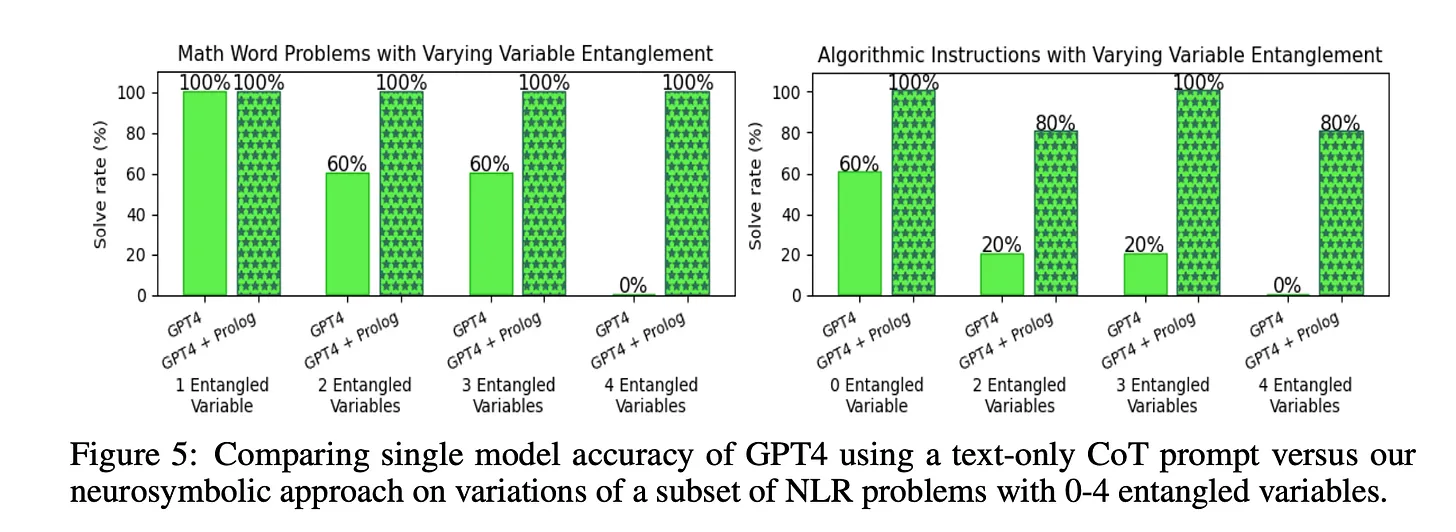 Math Word Problems with Varying Variable Entanglement
100% 100% 100% 100% 100%
60% 60%
0%
Solve rate (%)
100
80
60
40
20
0
GPT4 GPT4 + Prolog GPT4 GPT4 + Prolog GPT4 GPT4 + Prolog GPT4 GPT4 + Prolog
1 Entangled 2 Entangled 3 Entangled 4 Entangled
Variable Variables Variables Variables
Algorithmic Instructions with Varying Variable Entanglement
100% 100%
80% 80%
60%
20% 20%
0%
Solve rate (%)
100
80
60
40
20
0
GPT4 GPT4 + Prolog GPT4 GPT4 + Prolog GPT4 GPT4 + Prolog GPT4 GPT4 + Prolog
0 Entangled 2 Entangled 3 Entangled 4 Entangled
Variable Variables Variables Variables
Figure 5: Comparing single model accuracy of GPT4 using a text-only CoT prompt versus our
neurosymbolic approach on variations of a subset of NLR problems with 0-4 entangled variables.